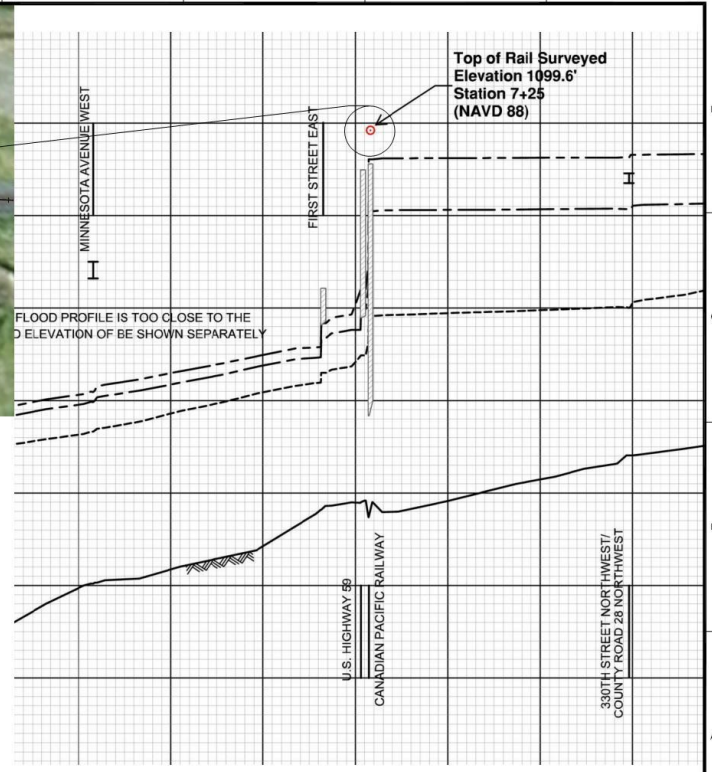 Top of Rail Surveyed
Elevation 1099.6'
Station 7+25
(NAVD 88)
MINNESOTA AVENUE WEST
FIRST STREET EAST
FLOOD PROFILE IS TOO CLOSE TO THE
D ELEVATION OF BE SHOWN SEPARATELY
U.S. HIGHWAY 59
CANADIAN PACIFIC RAILWAY
330TH STREET NORTHWEST/
COUNTY ROAD 28 NORTHWEST